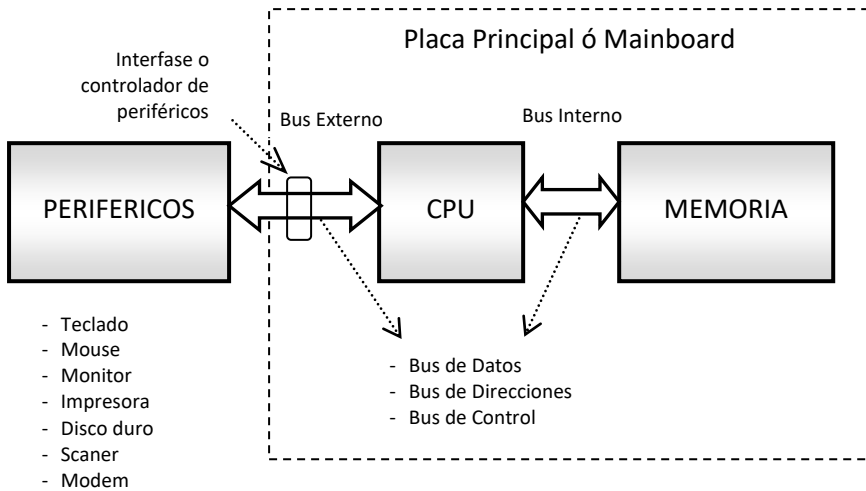 Placa Principal ó Mainboard
Interfase o
controlador de
periféricos
Bus Externo
Bus Interno
PERIFERICOS
CPU
MEMORIA
- Teclado
- Mouse
- Monitor
- Impresora
- Disco duro
- Scaner
- Modem
- Bus de Datos
- Bus de Direcciones
- Bus de Control